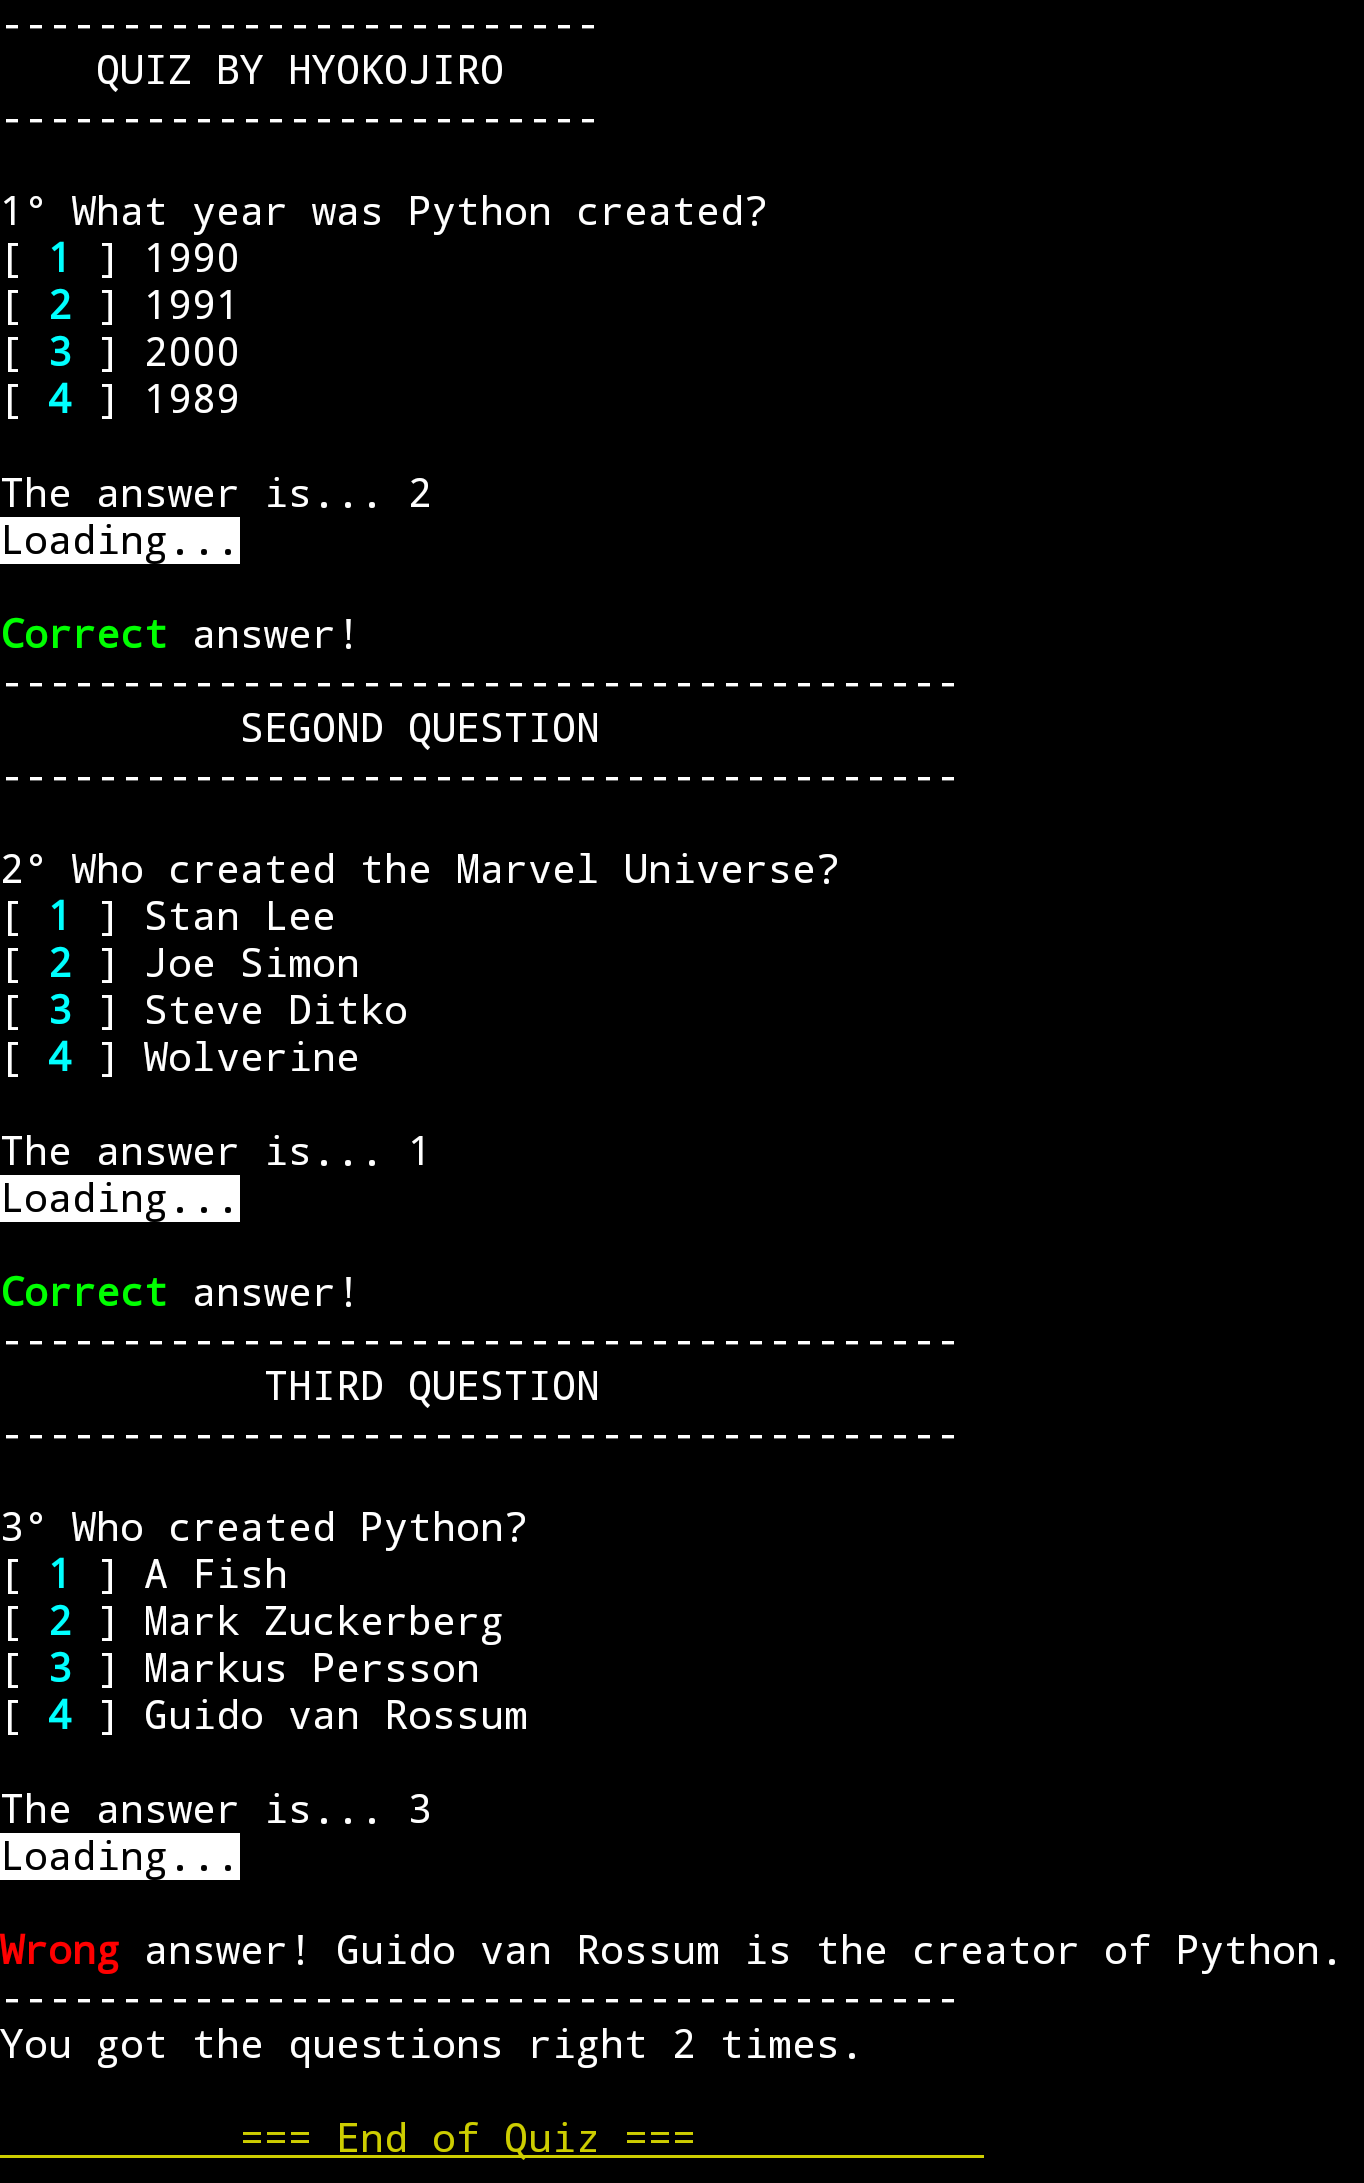 -------------------------
QUIZ BY HYOKOJIRO
-------------------------
1° What year was Python created?
[ 1 ] 1990
[ 2 ] 1991
[ 3 ] 2000
[ 4 ] 1989
The answer is... 2
Loading...
Correct answer!
----------------------------------------
SEGOND QUESTION
----------------------------------------
2° Who created the Marvel Universe?
[ 1 ] Stan Lee
[ 2 ] Joe Simon
[ 3 ] Steve Ditko
[ 4 ] Wolverine
The answer is... 1
Loading...
Correct answer!
----------------------------------------
THIRD QUESTION
----------------------------------------
3° Who created Python?
[ 1 ] A Fish
[ 2 ] Mark Zuckerberg
[ 3 ] Markus Persson
[ 4 ] Guido van Rossum
The answer is... 3
Loading...
Wrong answer! Guido van Rossum is the creator of Python.
----------------------------------------
You got the questions right 2 times.
=== End of Quiz ===